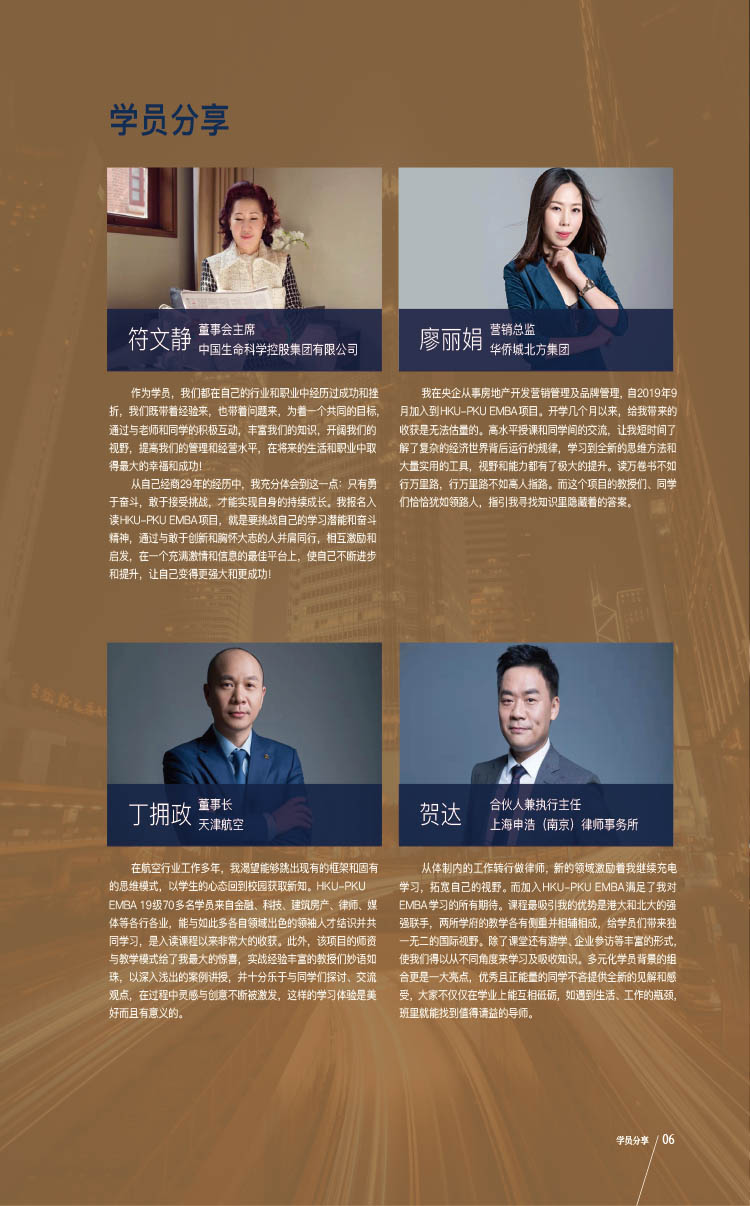 学员分享
符文静
董事会主席
中国生命科学控股集团有限公司
作为学员，我们都在自己的行业和职业中经历过成功和挫
折，我们既带着经验来，也带着问题来，为着一个共同的目标，
通过与老师和同学的积极互动，丰富我们的知识，开阔我们的
视野，提高我们的管理和经营水平，在将来的生活和职业中取
得最大的幸福和成功！
从自己经商29年的经历中，我充分体会到这一点：只有勇
于奋斗，敢于接受挑战，才能实现自身的持续成长。我报名入
读HKU-PKU EMBA项目，就是要挑战自己的学习潜能和奋斗
精神，通过与敢于创新和胸怀大志的人并肩同行，相互激励和
启发，在一个充满激情和信息的最佳平台上，使自己不断进步
和提升，让自己变得更强大和更成功！
廖丽娟
营销总监
华侨城北方集团
我在央企从事房地产开发营销管理及品牌管理，自2019年9
月加入到HKU-PKU EMBA项目。开学几个月以来，给我带来的
收获是无法估量的。高水平授课和同学间的交流，让我短时间了
解了复杂的经济世界背后运行的规律，学习到全新的思维方法和
大量实用的工具，视野和能力都有了极大的提升。读万卷书不如
行万里路，行万里路不如高人指路。而这个项目的教授们、同学
们恰恰犹如领路人，指引我寻找知识里隐藏着的答案。
丁拥政
董事长
天津航空
在航空行业工作多年，我渴望能够跳出现有的框架和固有
的思维模式，以学生的心态回到校园获取新知。HKU-PKU
EMBA 19级70多名学员来自金融、科技、建筑房产、律师、媒
体等各行各业，能与如此多各自领域出色的领袖人才结识并共
同学习，是入读课程以来非常大的收获。此外，该项目的师资
与教学模式给了我最大的惊喜，实战经验丰富的教授们妙语如
珠，以深入浅出的案例讲授，并十分乐于与同学们探讨、交流
观点，在过程中灵感与创意不断被激发，这样的学习体验是美
好而且有意义的。
贺达
合伙人兼执行主任
上海申浩（南京）律师事务所
从体制内的工作转行做律师，新的领域激励着我继续充电
学习，拓宽自己的视野。而加入HKU-PKU EMBA满足了我对
EMBA学习的所有期待。课程最吸引我的优势是港大和北大的强
强联手，两所学府的教学各有侧重并相辅相成，给学员们带来独
一无二的国际视野。除了课堂还有游学、企业参访等丰富的形式，
使我们得以从不同角度来学习及吸收知识。多元化学员背景的组
合更是一大亮点，优秀且正能量的同学不吝提供全新的见解和感
受，大家不仅仅在学业上能互相砥砺，如遇到生活、工作的瓶颈，
班里就能找到值得请益的导师。
学员分享 / 06